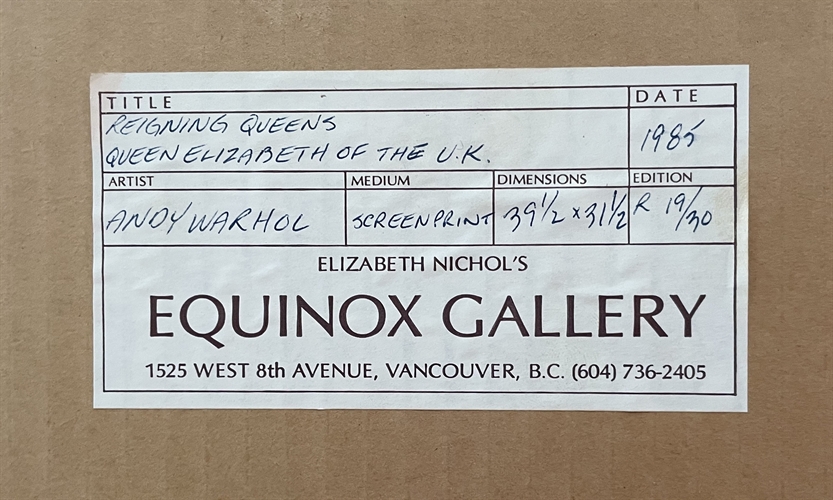 TITLE DATE
REIGNING QUEENS
QUEEN ELIZABETH OF THE U.K. 1985
ARTIST MEDIUM DIMENSIONS EDITION
ANDY WARHOL SCREENPRINT 39 1/2 x 31 1/2 R 19/30
ELIZABETH NICHOL'S
EQUINOX GALLERY
1525 WEST 8th AVENUE, VANCOUVER, B.C. (604) 736-2405